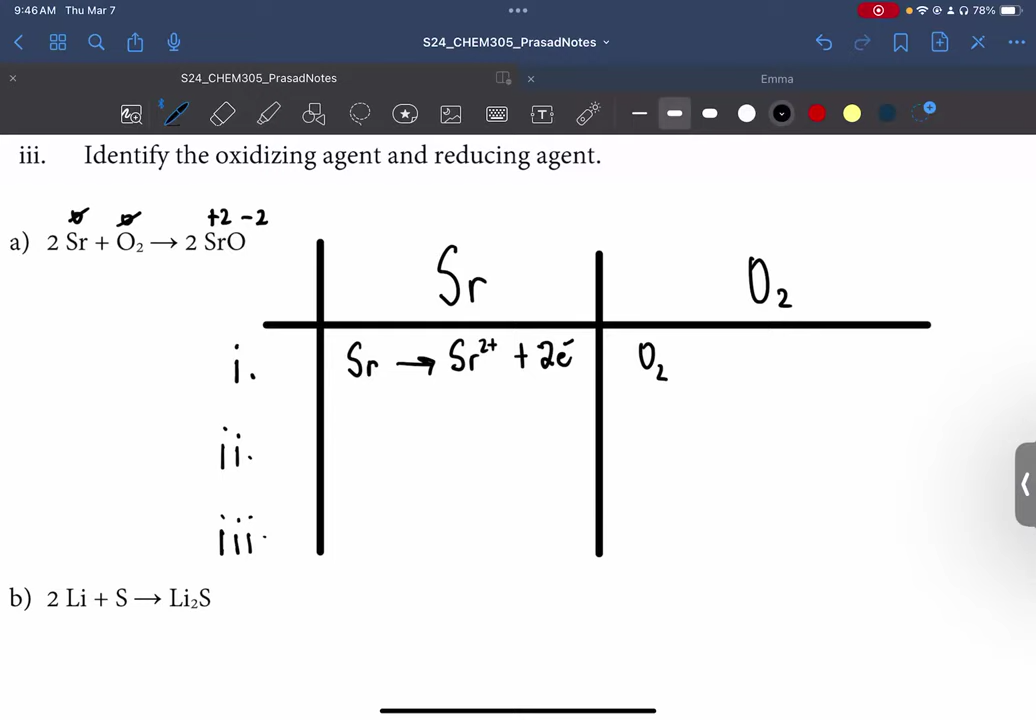 9:46 AM Thu Mar 7
78%
S24_CHEM305_PrasadNotes
S24_CHEM305_PrasadNotes
Emma
iii. Identify the oxidizing agent and reducing agent.
0 0 +2 -2
a) 2 Sr + O₂ → 2 SrO
Sr O₂
i. Sr → Sr²⁺ + 2e⁻ O₂
ii.
iii.
b) 2 Li + S → Li₂S